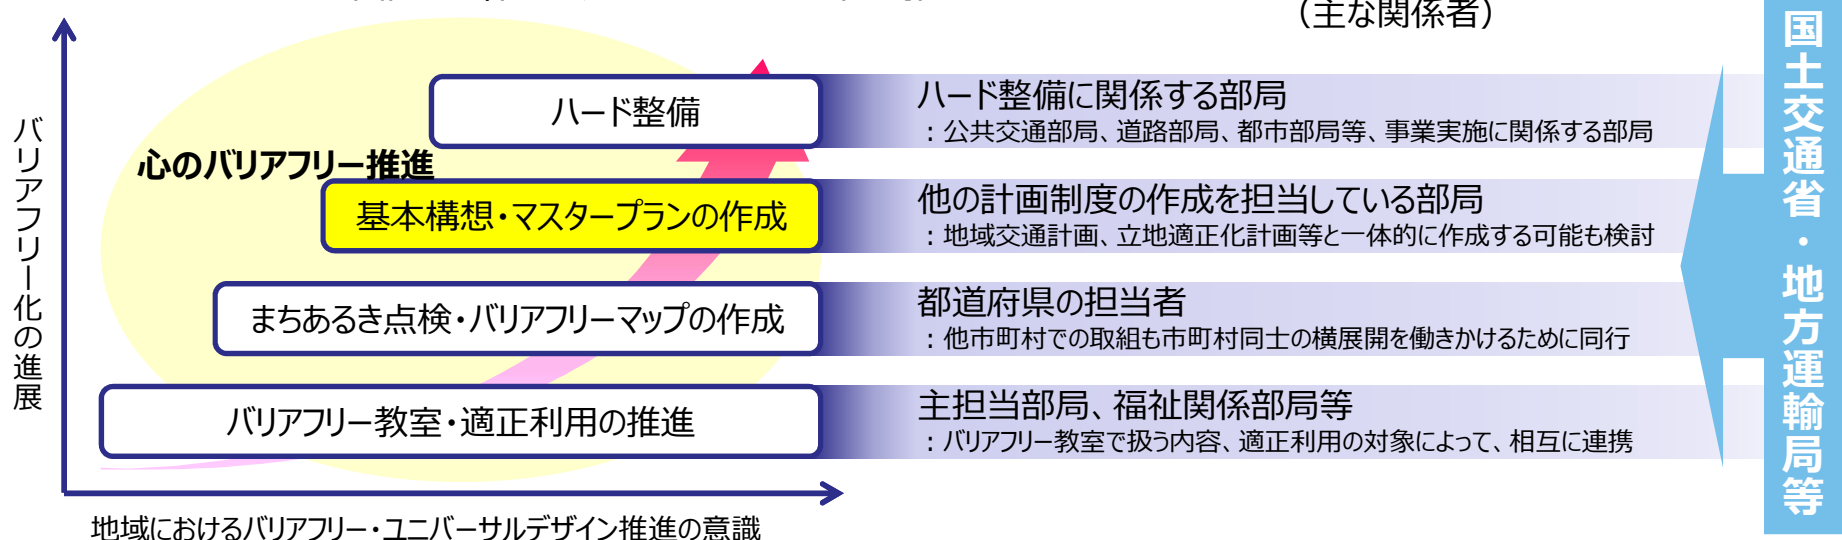 (主な関係者)
ハード整備
ハード整備に関係する部局
：公共交通部局、道路部局、都市部局等、事業実施に関係する部局
心のバリアフリー推進
基本構想・マスタープランの作成
他の計画制度の作成を担当している部局
：地域交通計画、立地適正化計画等と一体的に作成する可能も検討
まちあるき点検・バリアフリーマップの作成
都道府県の担当者
：他市町村での取組も市町村同士の横展開を働きかけるために同行
バリアフリー教室・適正利用の推進
主担当部局、福祉関係部局等
：バリアフリー教室で扱う内容、適正利用の対象によって、相互に連携
バリアフリー化の進展
地域におけるバリアフリー・ユニバーサルデザイン推進の意識
国土交通省・地方運輸局等